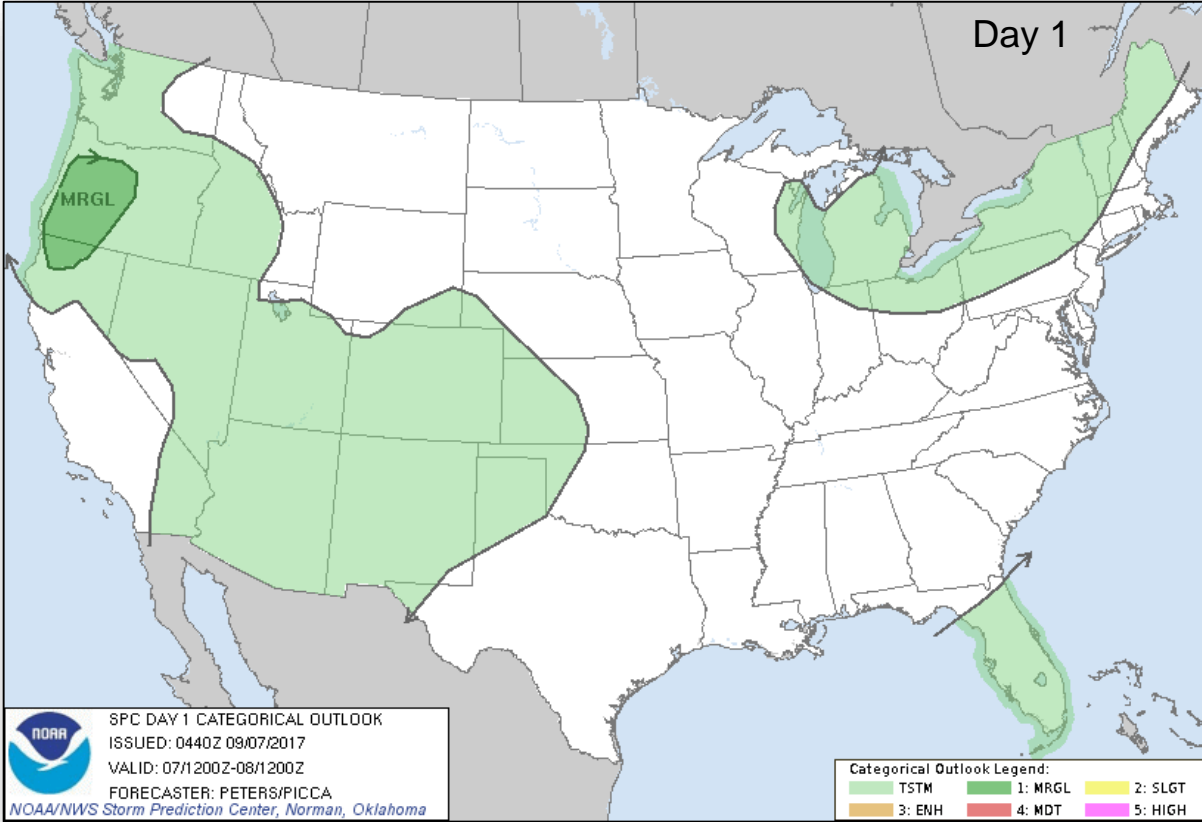 Day 1
MRGL
NOAA
SPC DAY 1 CATEGORICAL OUTLOOK
ISSUED: 0440Z 09/07/2017
VALID: 07/1200Z-08/1200Z
FORECASTER: PETERS/PICCA
NOAA/NWS Storm Prediction Center, Norman, Oklahoma
Categorical Outlook Legend:
TSTM 1: MRGL 2: SLGT
3: ENH 4: MDT 5: HIGH